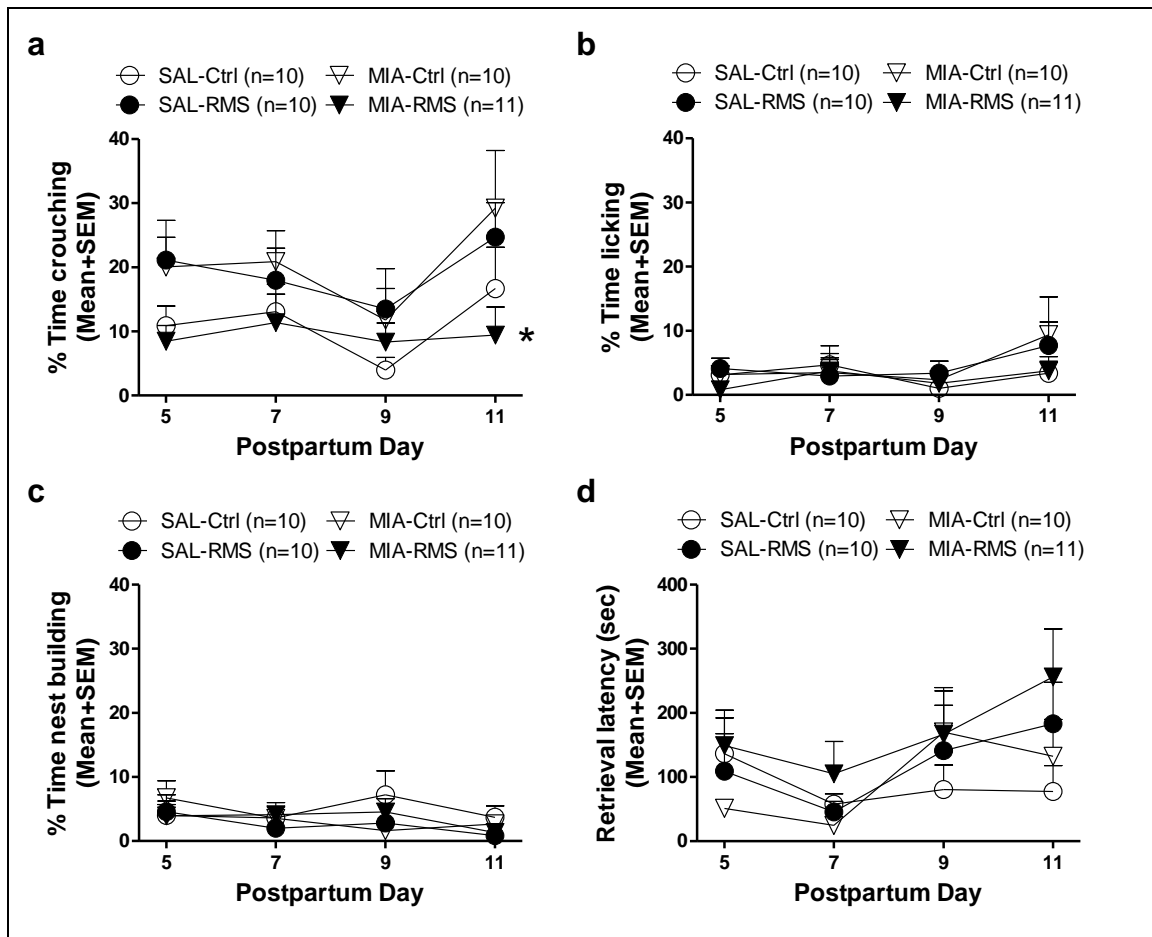 a
SAL-Ctrl (n=10) MIA-Ctrl (n=10)
SAL-RMS (n=10) MIA-RMS (n=11)
% Time crouching
(Mean+SEM)
40
30
20
10
0
*
5 7 9 11
Postpartum Day
b
SAL-Ctrl (n=10) MIA-Ctrl (n=10)
SAL-RMS (n=10) MIA-RMS (n=11)
% Time licking
(Mean+SEM)
40
30
20
10
0
5 7 9 11
Postpartum Day
c
SAL-Ctrl (n=10) MIA-Ctrl (n=10)
SAL-RMS (n=10) MIA-RMS (n=11)
% Time nest building
(Mean+SEM)
40
30
20
10
0
5 7 9 11
Postpartum Day
d
SAL-Ctrl (n=10) MIA-Ctrl (n=10)
SAL-RMS (n=10) MIA-RMS (n=11)
Retrieval latency (sec)
(Mean+SEM)
400
300
200
100
0
5 7 9 11
Postpartum Day